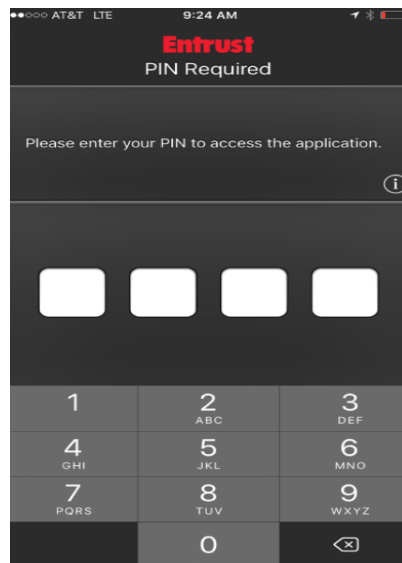 AT&T LTE 9:24 AM
Entrust
PIN Required
Please enter your PIN to access the application.
i
1 2 3
ABC DEF
4 5 6
GHI JKL MNO
7 8 9
PQRS TUV WXYZ
0